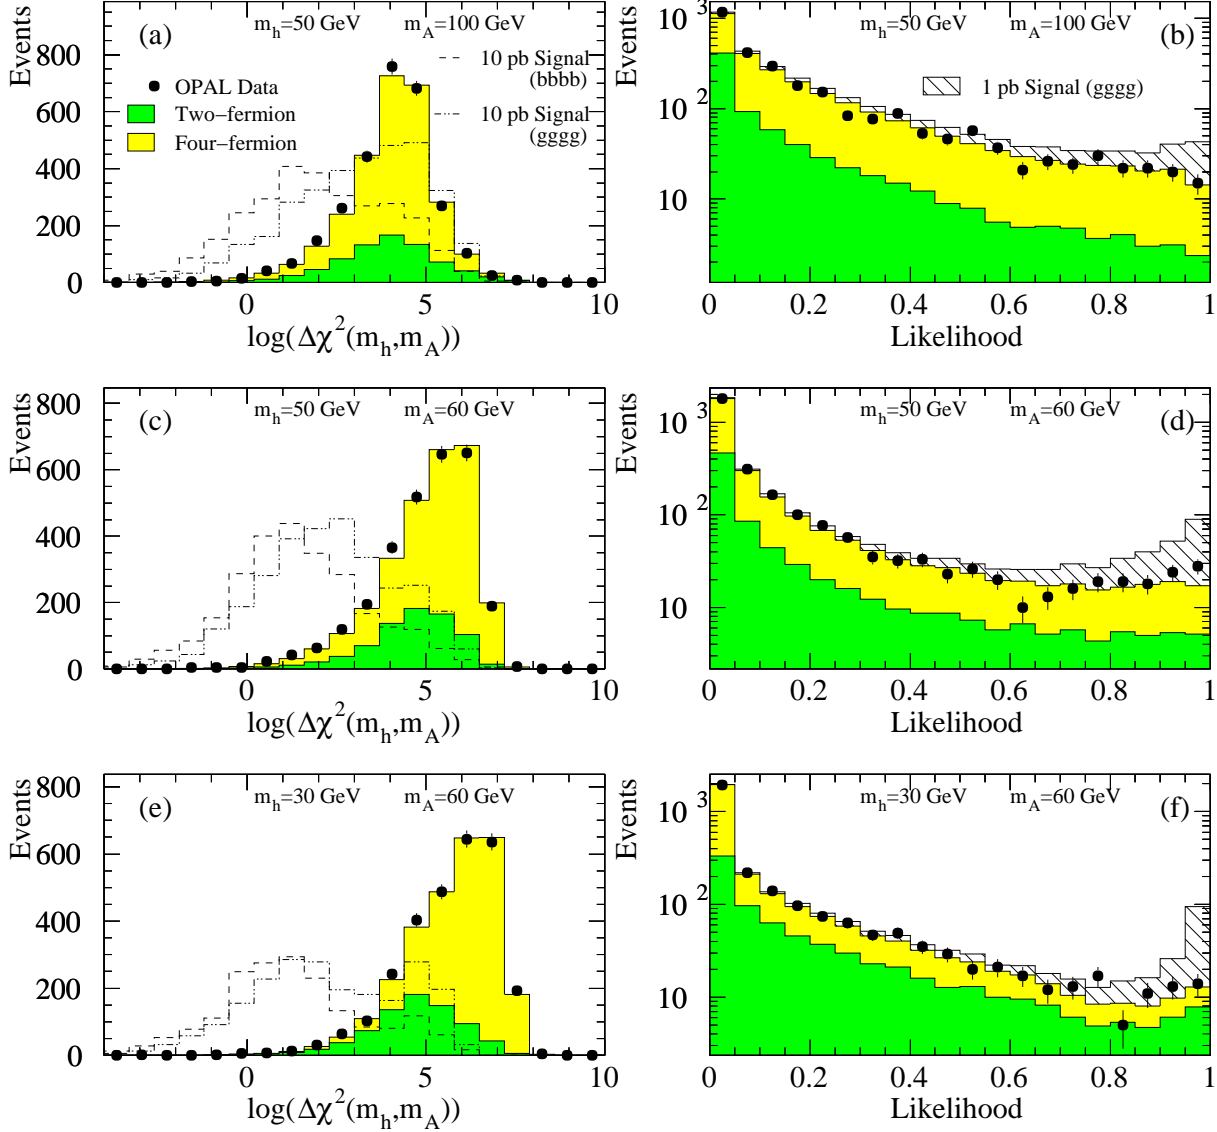 Events
(a)
m_h=50 GeV m_A=100 GeV
800
600
400
200
0
OPAL Data
Two-fermion
Four-fermion
10 pb Signal
(bbbb)
10 pb Signal
(gggg)
0 5 10
log(Δχ²(m_h,m_A))
Events
(b)
m_h=50 GeV m_A=100 GeV
10³
10²
10
1 pb Signal (gggg)
0 0.2 0.4 0.6 0.8 1
Likelihood
Events
(c)
m_h=50 GeV m_A=60 GeV
800
600
400
200
0
0 5 10
log(Δχ²(m_h,m_A))
Events
(d)
m_h=50 GeV m_A=60 GeV
10³
10²
10
0 0.2 0.4 0.6 0.8 1
Likelihood
Events
(e)
m_h=30 GeV m_A=60 GeV
800
600
400
200
0
0 5 10
log(Δχ²(m_h,m_A))
Events
(f)
m_h=30 GeV m_A=60 GeV
10³
10²
10
0 0.2 0.4 0.6 0.8 1
Likelihood